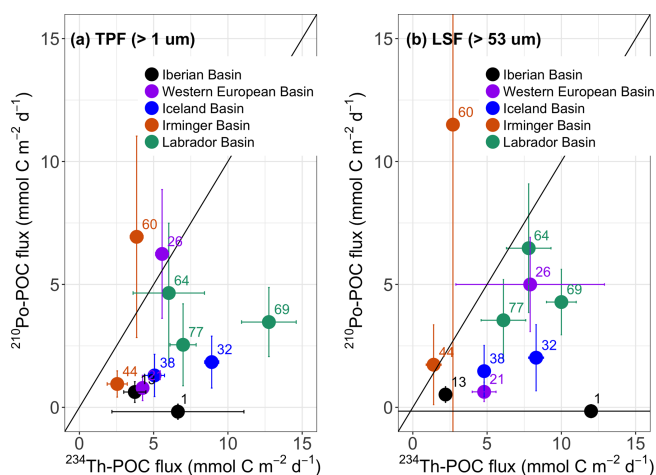 (a) TPF (> 1 um)
Iberian Basin
Western European Basin
Iceland Basin
Irminger Basin
Labrador Basin
15
10
5
0
60
26
64
69
77
32
38
44
1
0
5
10
15
210Po-POC flux (mmol C m−2 d−1)
234Th-POC flux (mmol C m−2 d−1)
(b) LSF (> 53 um)
Iberian Basin
Western European Basin
Iceland Basin
Irminger Basin
Labrador Basin
15
10
5
0
60
64
26
69
77
32
38
44
13
21
1
0
5
10
15
210Po-POC flux (mmol C m−2 d−1)
234Th-POC flux (mmol C m−2 d−1)